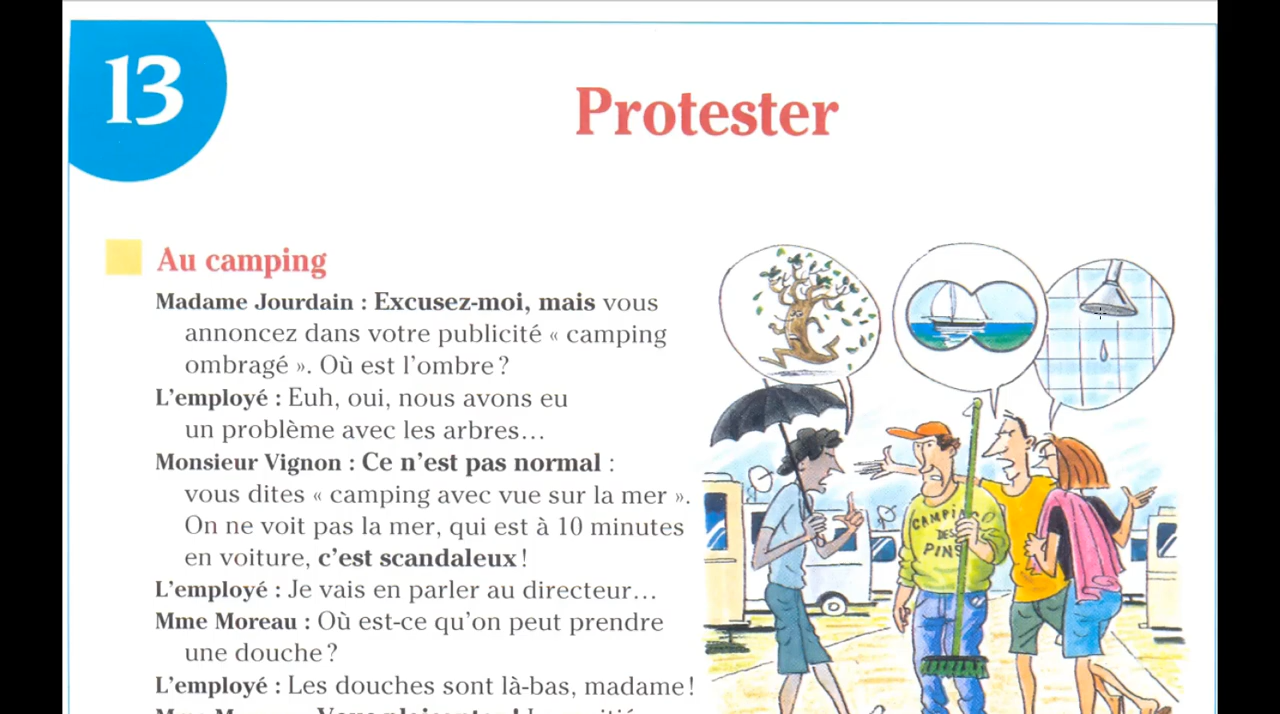 13
Protester
Au camping
Madame Jourdain : Excusez-moi, mais vous
annoncez dans votre publicité « camping
ombragé ». Où est l’ombre ?
L’employé : Euh, oui, nous avons eu
un problème avec les arbres…
Monsieur Vignon : Ce n’est pas normal :
vous dites « camping avec vue sur la mer ».
On ne voit pas la mer, qui est à 10 minutes
en voiture, c’est scandaleux !
L’employé : Je vais en parler au directeur…
Mme Moreau : Où est-ce qu’on peut prendre
une douche ?
L’employé : Les douches sont là-bas, madame !
CAMPING
DES
PINS